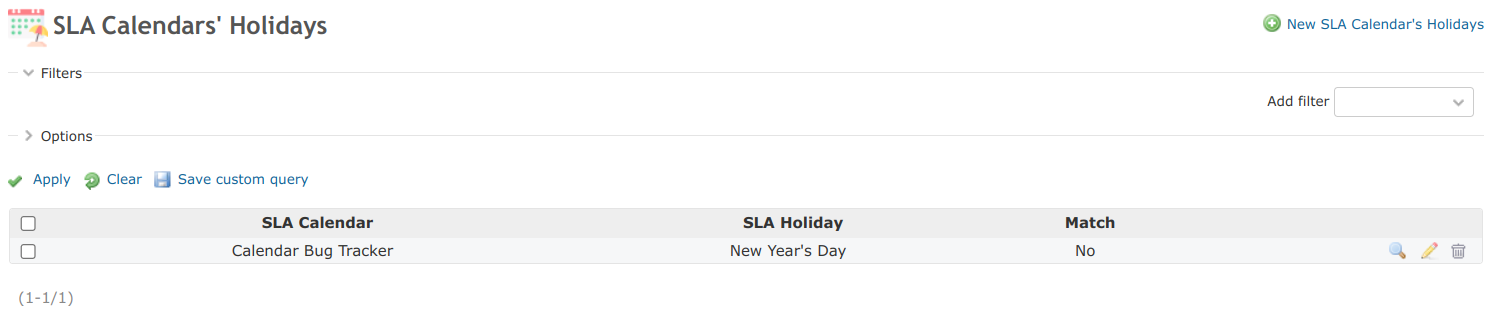 SLA Calendars' Holidays
New SLA Calendar's Holidays
Filters
Add filter
Options
Apply Clear Save custom query
SLA Calendar SLA Holiday Match
Calendar Bug Tracker New Year's Day No
(1-1/1)